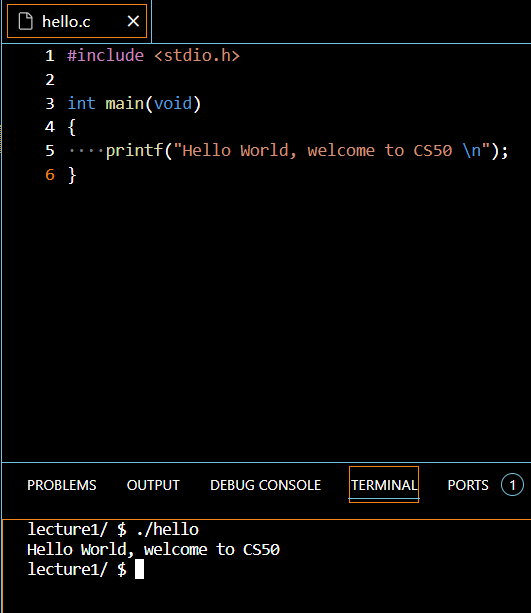 hello.c ×
1 #include <stdio.h>
2
3 int main(void)
4 {
5 ····printf("Hello World, welcome to CS50 \n");
6 }
PROBLEMS OUTPUT DEBUG CONSOLE TERMINAL PORTS 1
lecture1/ $ ./hello
Hello World, welcome to CS50
lecture1/ $